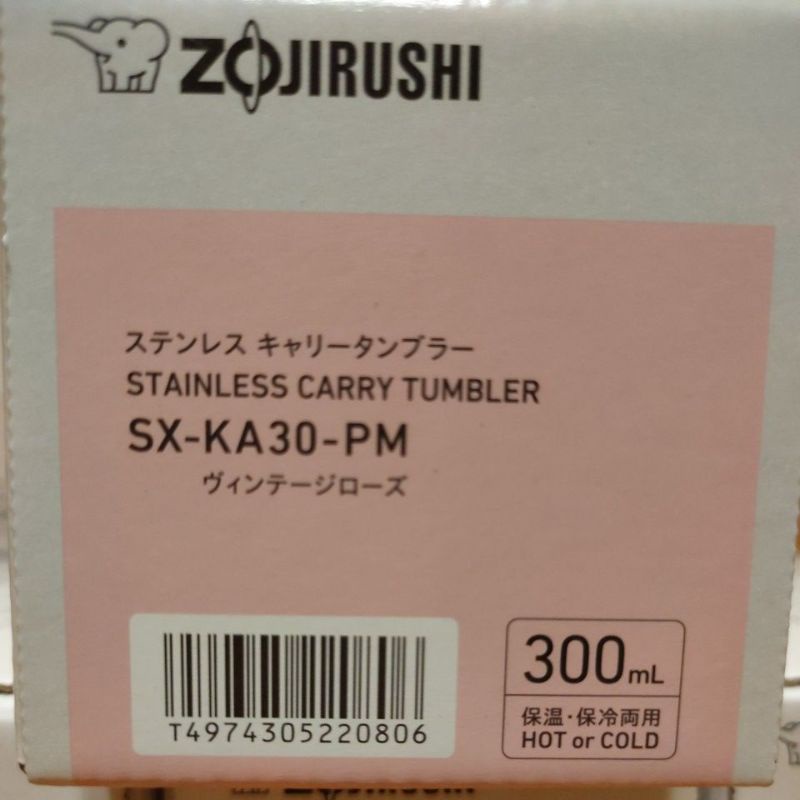 ZOJIRUSHI
ステンレス キャリータンブラー
STAINLESS CARRY TUMBLER
SX-KA30-PM
ヴィンテージローズ
T4974305220806
300mL
保温・保冷両用
HOT or COLD